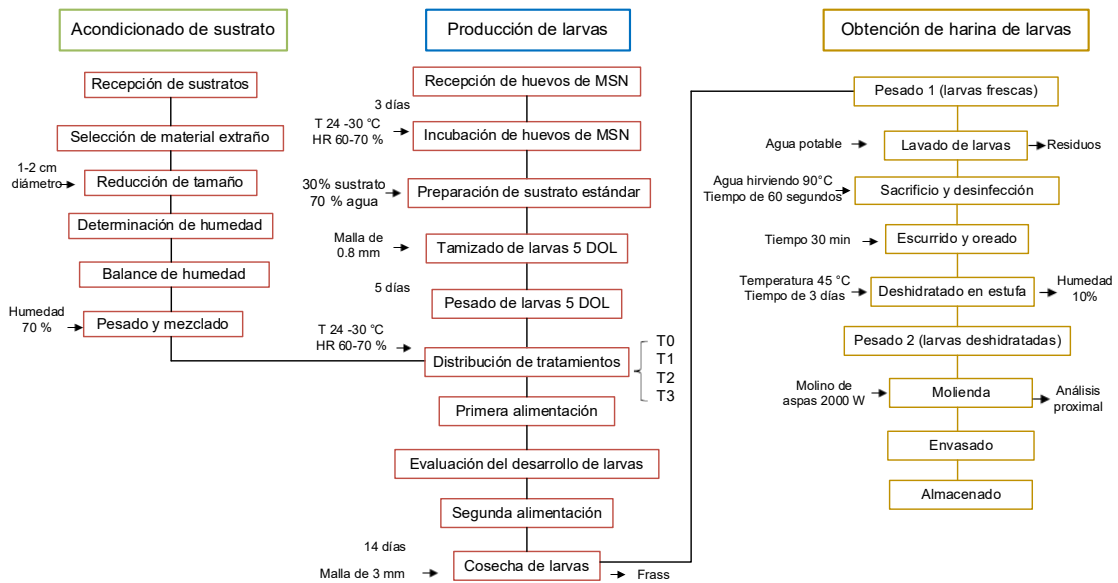 Acondicionado de sustrato
Recepción de sustratos
Selección de material extraño
1-2 cm
diámetro
Reducción de tamaño
Determinación de humedad
Balance de humedad
Humedad
70 %
Pesado y mezclado
Producción de larvas
Recepción de huevos de MSN
3 días
T 24 -30 °C
HR 60-70 %
Incubación de huevos de MSN
30% sustrato
70 % agua
Preparación de sustrato estándar
Malla de
0.8 mm
Tamizado de larvas 5 DOL
5 días
Pesado de larvas 5 DOL
T 24 -30 °C
HR 60-70 %
Distribución de tratamientos
T0
T1
T2
T3
Primera alimentación
Evaluación del desarrollo de larvas
Segunda alimentación
14 días
Malla de 3 mm
Cosecha de larvas
Frass
Obtención de harina de larvas
Pesado 1 (larvas frescas)
Agua potable
Lavado de larvas
Residuos
Agua hirviendo 90°C
Tiempo de 60 segundos
Sacrificio y desinfección
Tiempo 30 min
Escurrido y oreado
Temperatura 45 °C
Tiempo de 3 días
Deshidratado en estufa
Humedad
10%
Pesado 2 (larvas deshidratadas)
Molino de
aspas 2000 W
Molienda
Análisis
proximal
Envasado
Almacenado